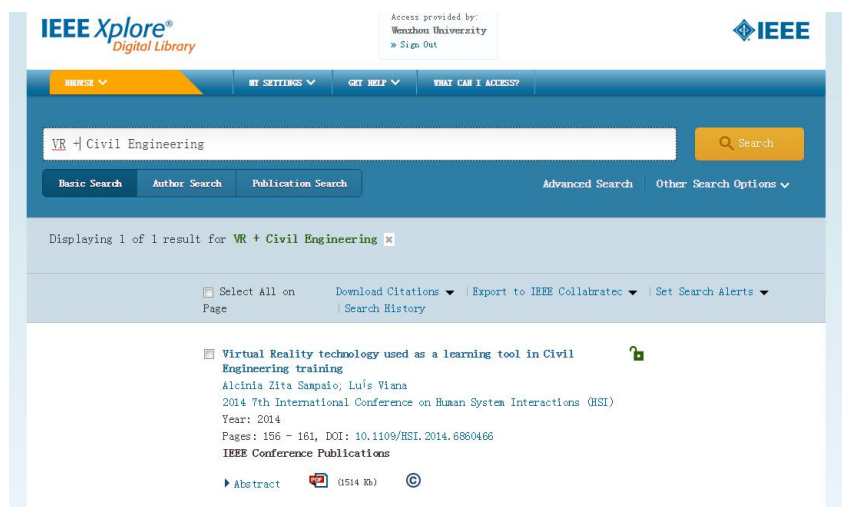 IEEE Xplore®
Digital Library
Access provided by:
Wenzhou University
» Sign Out
IEEE
BROWSE
MY SETTINGS
GET HELP
WHAT CAN I ACCESS?
VR + Civil Engineering
Search
Basic Search
Author Search
Publication Search
Advanced Search
Other Search Options
Displaying 1 of 1 result for VR + Civil Engineering x
Select All on
Page
Download Citations | Export to IEEE Collabratec | Set Search Alerts
| Search History
Virtual Reality technology used as a learning tool in Civil
Engineering training
Alcinia Zita Sampaio; Luís Viana
2014 7th International Conference on Human System Interactions (HSI)
Year: 2014
Pages: 156 - 161, DOI: 10.1109/HSI.2014.6860466
IEEE Conference Publications
Abstract
PDF
(1514 Kb)
©